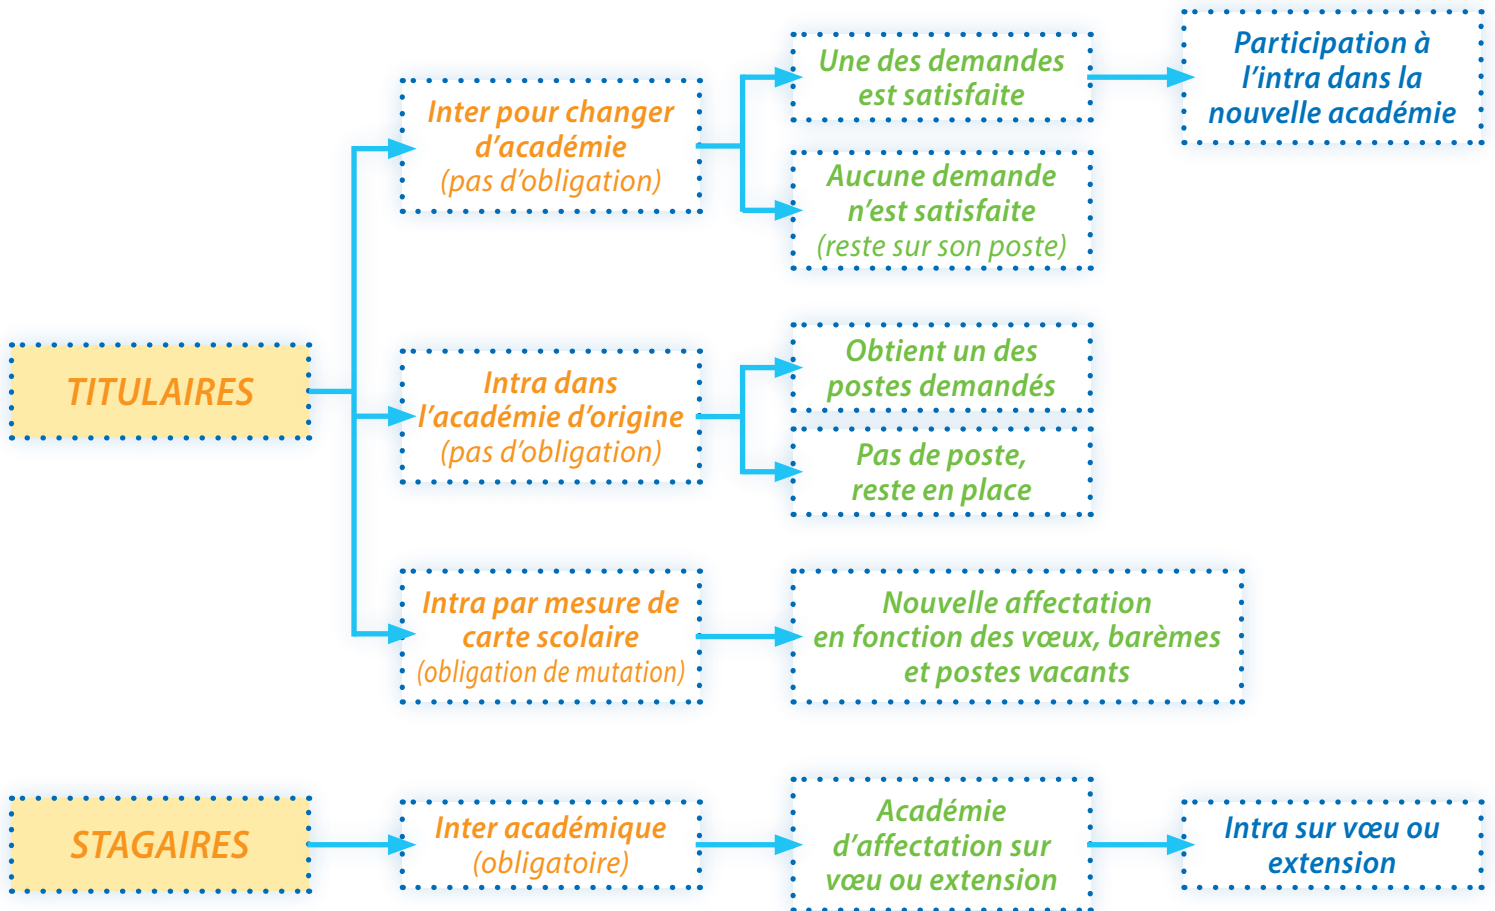 TITULAIRES
Inter pour changer
d’académie
(pas d’obligation)
Une des demandes
est satisfaite
Participation à
l’intra dans la
nouvelle académie
Aucune demande
n’est satisfaite
(reste sur son poste)
Intra dans
l’académie d’origine
(pas d’obligation)
Obtient un des
postes demandés
Pas de poste,
reste en place
Intra par mesure de
carte scolaire
(obligation de mutation)
Nouvelle affectation
en fonction des vœux, barèmes
et postes vacants
STAGAIRES
Inter académique
(obligatoire)
Académie
d’affectation sur
vœu ou extension
Intra sur vœu ou
extension